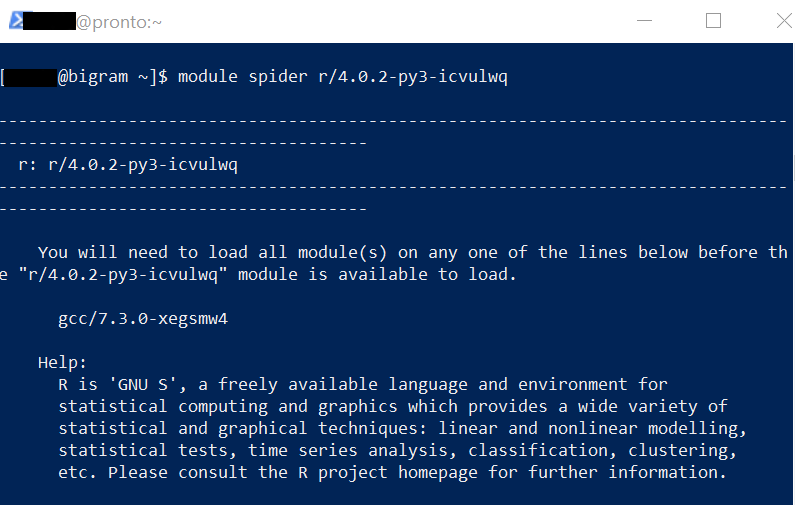 @pronto:~
[ @bigram ~]$ module spider r/4.0.2-py3-icvulwq
--------------------------------------------------------------------------------
-------------------------------------
r: r/4.0.2-py3-icvulwq
--------------------------------------------------------------------------------
-------------------------------------
You will need to load all module(s) on any one of the lines below before th
e "r/4.0.2-py3-icvulwq" module is available to load.
gcc/7.3.0-xegsmw4
Help:
R is 'GNU S', a freely available language and environment for
statistical computing and graphics which provides a wide variety of
statistical and graphical techniques: linear and nonlinear modelling,
statistical tests, time series analysis, classification, clustering,
etc. Please consult the R project homepage for further information.